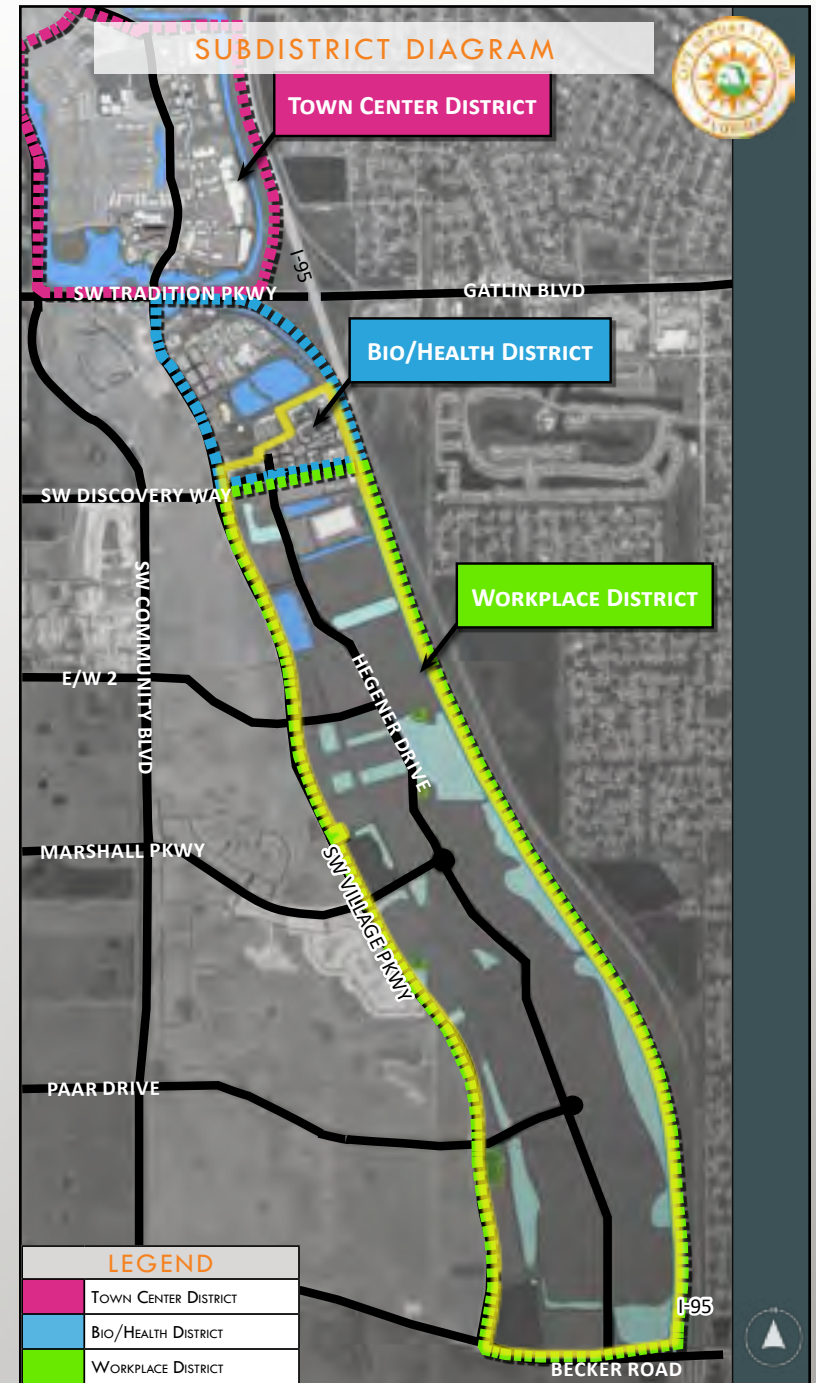 SUBDISTRICT DIAGRAM
TOWN CENTER DISTRICT
I-95
SW TRADITION PKWY
GATLIN BLVD
BIO/HEALTH DISTRICT
SW DISCOVERY WAY
SW COMMUNITY BLVD
WORKPLACE DISTRICT
E/W 2
HEGENER DRIVE
MARSHALL PKWY
SW VILLAGE PKWY
PAAR DRIVE
LEGEND
TOWN CENTER DISTRICT
BIO/HEALTH DISTRICT
WORKPLACE DISTRICT
I-95
BECKER ROAD